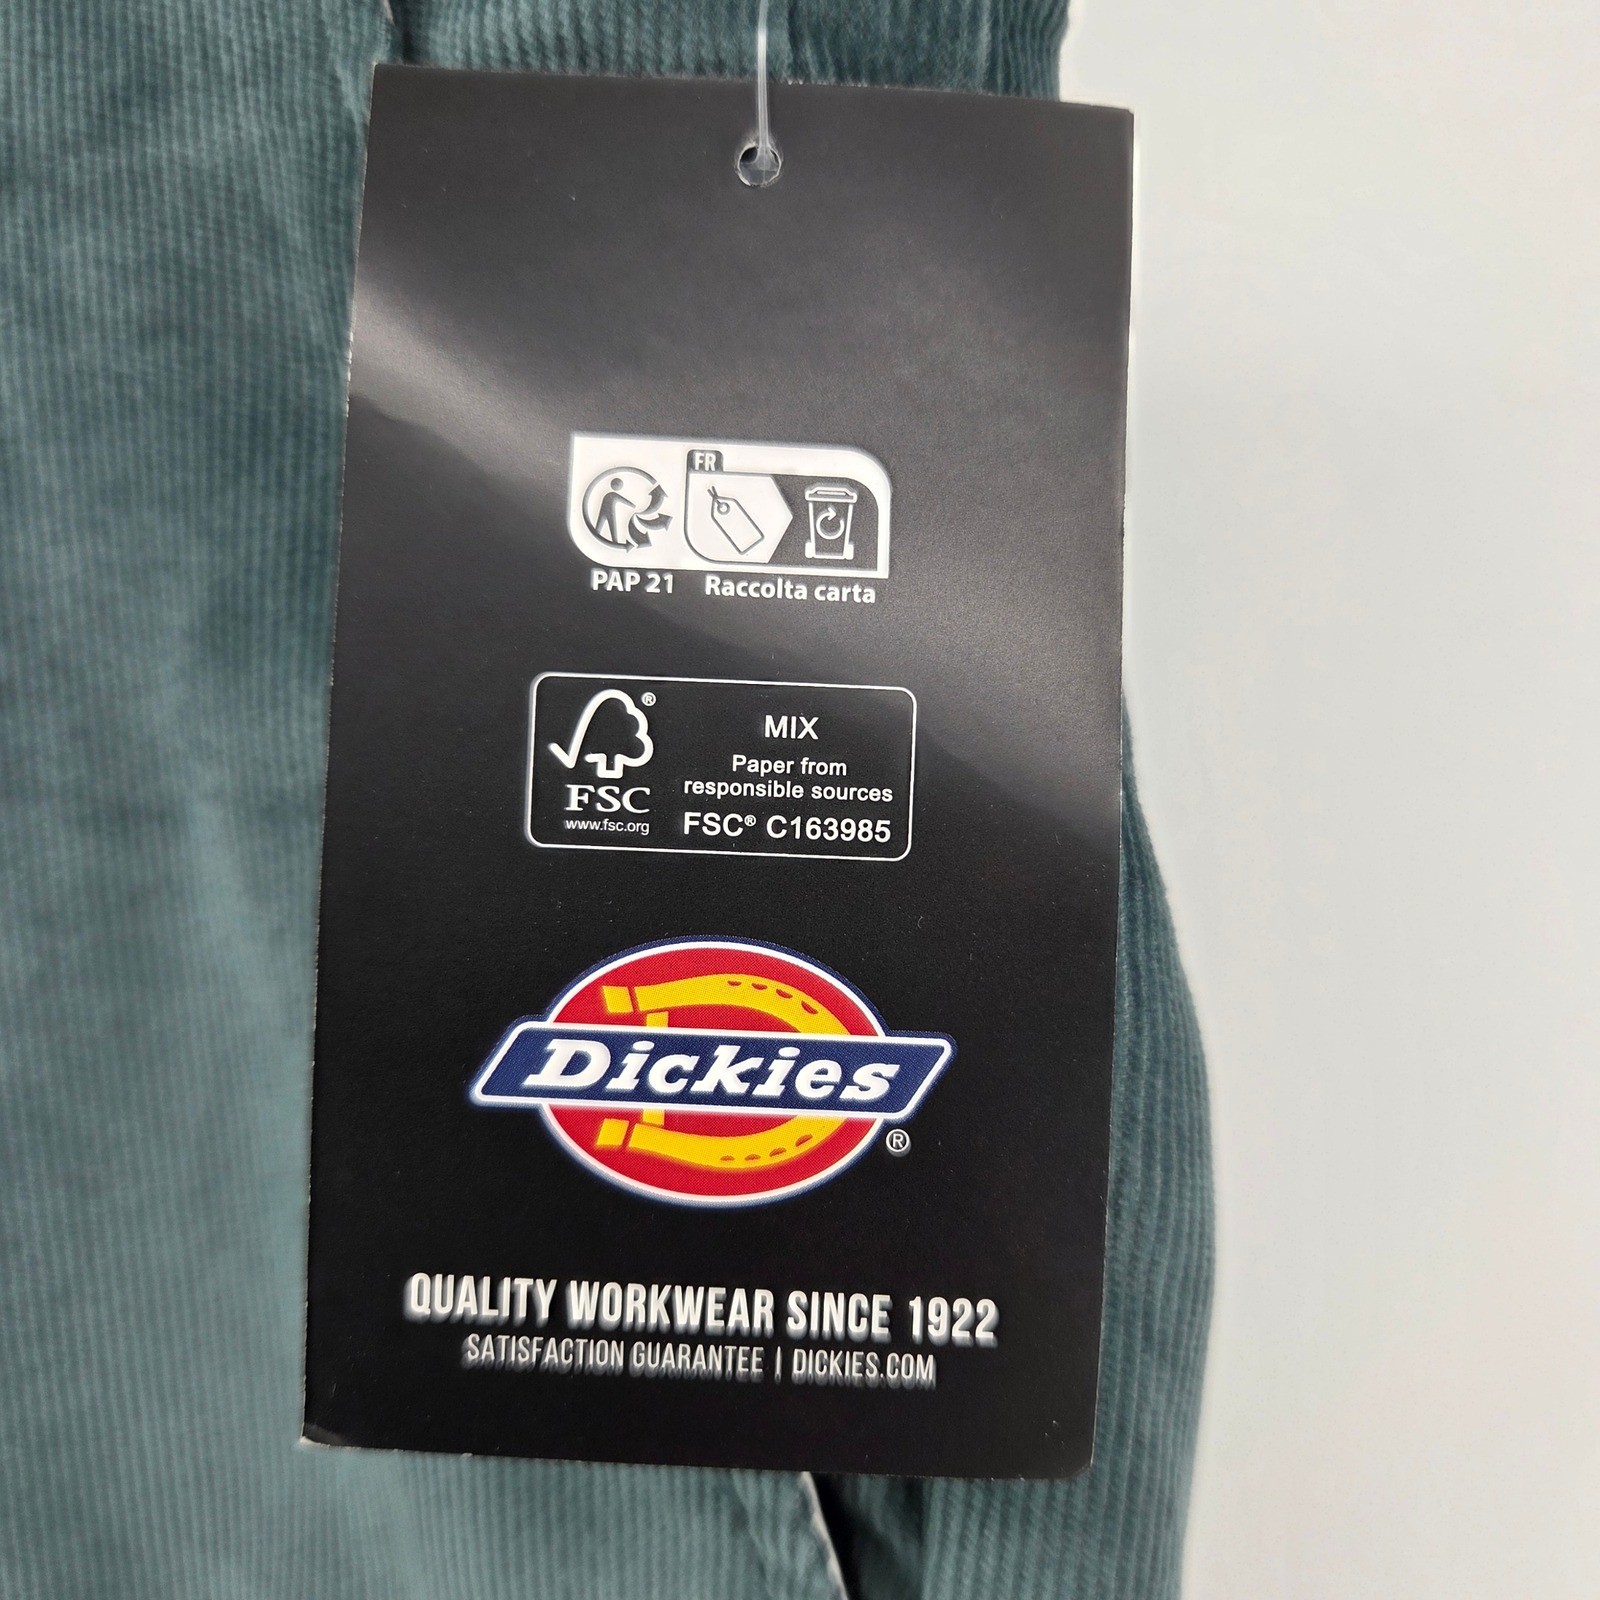 FR
PAP 21 Raccolta carta
®
MIX
Paper from
responsible sources
FSC
www.fsc.org
FSC® C163985
Dickies
®
QUALITY WORKWEAR SINCE 1922
SATISFACTION GUARANTEE | DICKIES.COM